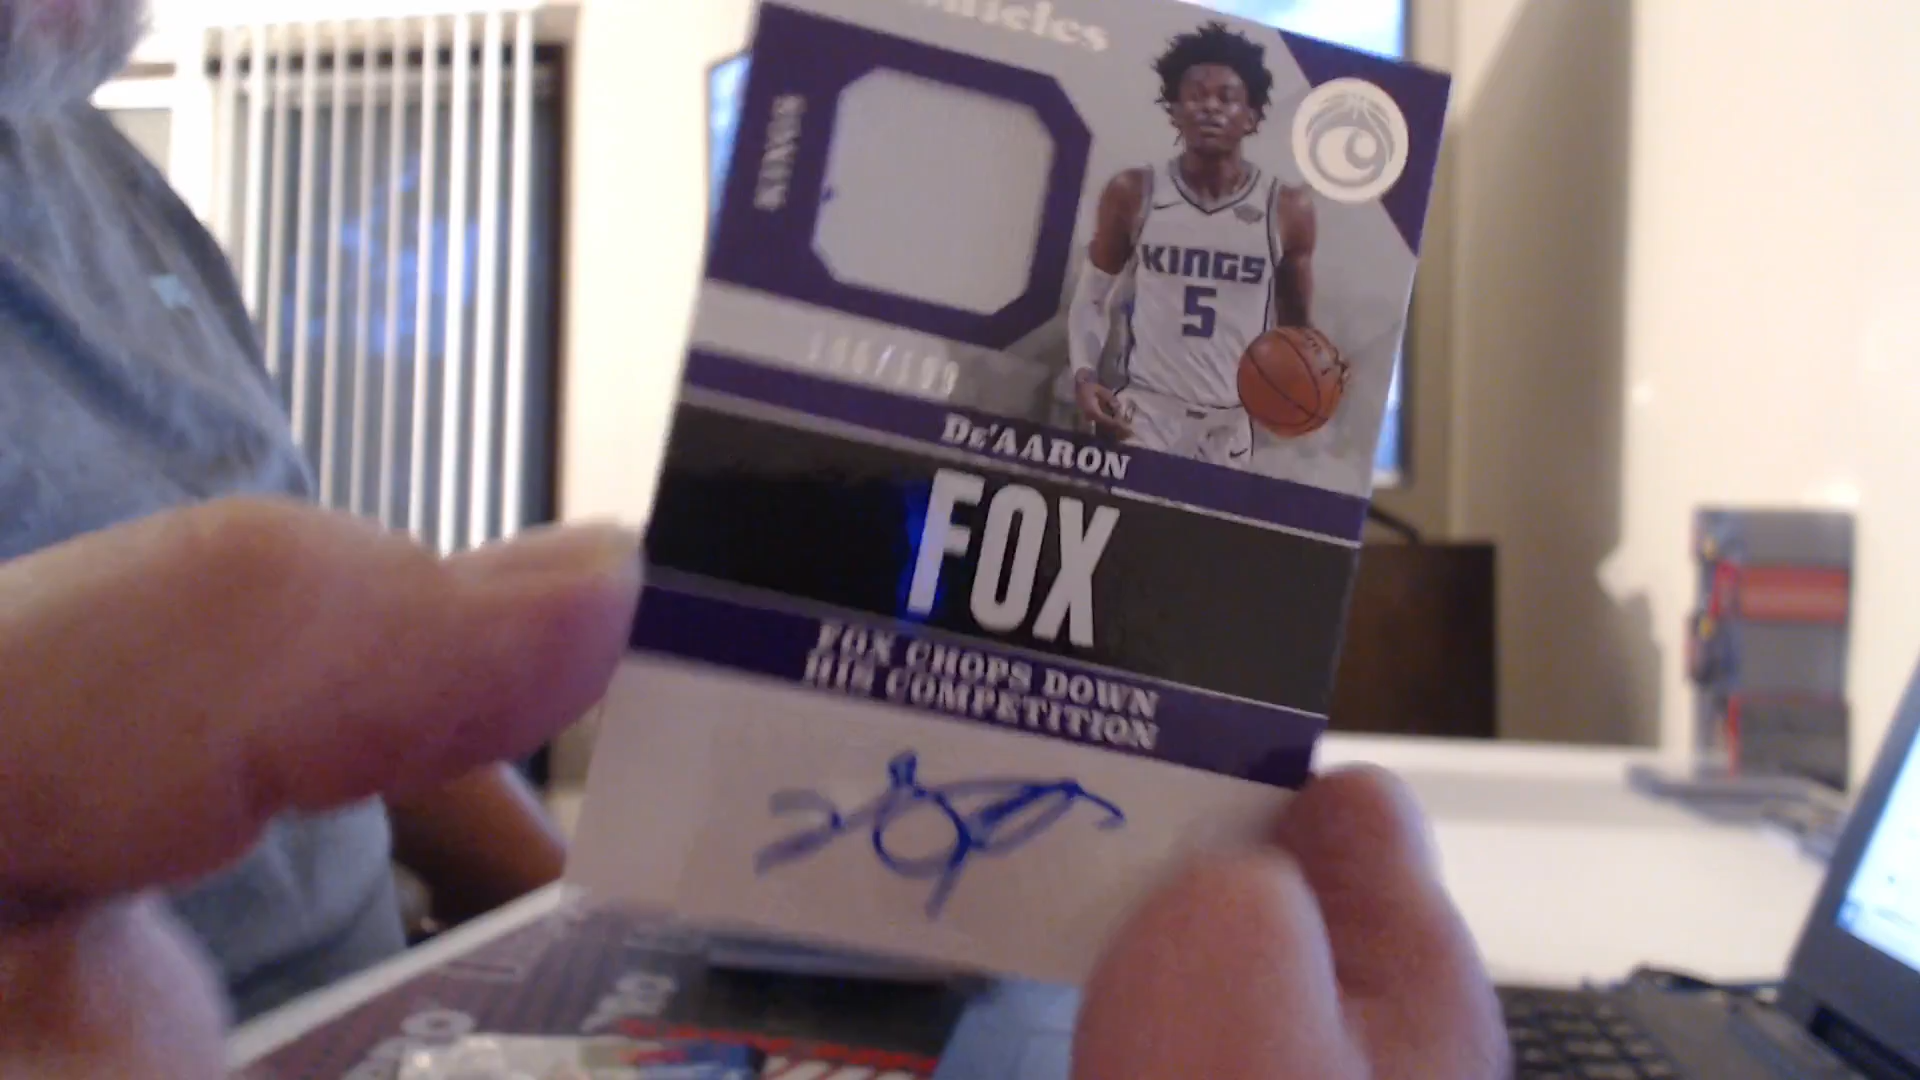 KINGS
KINGS
5
De'AARON
FOX
FOX CHOPS DOWN
HIS COMPETITION